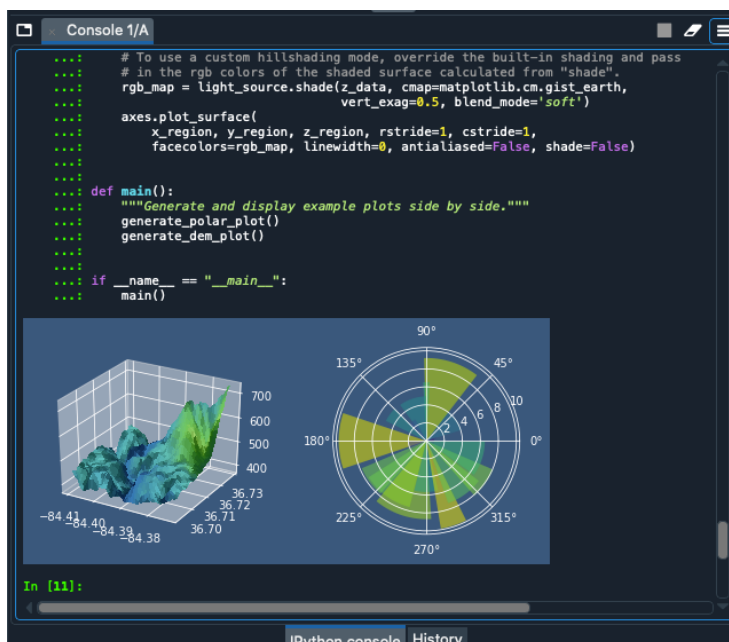 Console 1/A
...: # To use a custom hillshading mode, override the built-in shading and pass
...: # in the rgb colors of the shaded surface calculated from "shade".
...: rgb_map = light_source.shade(z_data, cmap=matplotlib.cm.gist_earth,
...: vert_exag=0.5, blend_mode='soft')
...: axes.plot_surface(
...: x_region, y_region, z_region, rstride=1, cstride=1,
...: facecolors=rgb_map, linewidth=0, antialiased=False, shade=False)
...:
...:
...: def main():
...: """Generate and display example plots side by side."""
...: generate_polar_plot()
...: generate_dem_plot()
...:
...:
...: if __name__ == "__main__":
...: main()
700
600
500
400
36.73
36.72
36.71
36.70
−84.41
−84.40
−84.39
−84.38
90°
135° 45°
10
8
6
4
2
180° 0°
225° 315°
270°
In [11]:
IPython console History